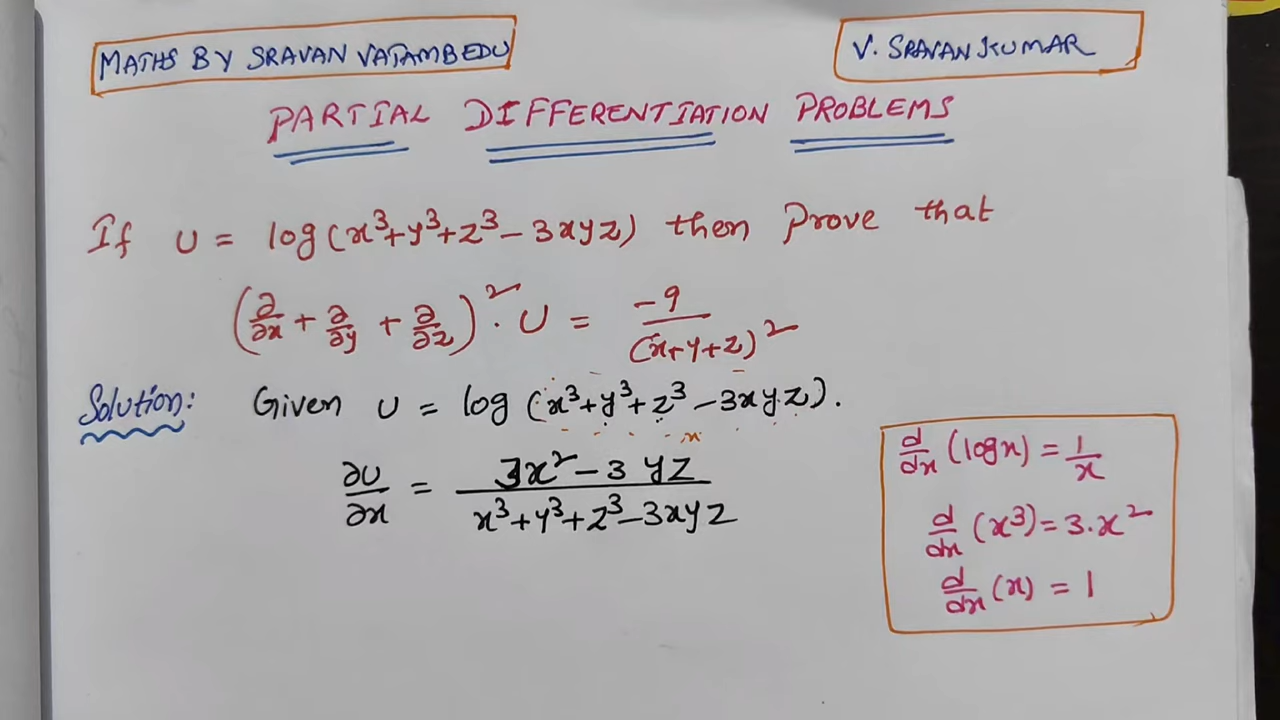 MATHS BY SRAVAN VATAMBEDU
V. SRAVAN KUMAR
PARTIAL DIFFERENTIATION PROBLEMS
If U = log(x³+y³+z³-3xyz) then Prove that
(∂/∂x + ∂/∂y + ∂/∂z)² . U = -9/(x+y+z)²
Solution: Given U = log (x³+y³+z³-3xyz).
∂U/∂x = 3x²-3yz / x³+y³+z³-3xyz
d/dx (logx) = 1/x
d/dx (x³) = 3.x²
d/dx (x) = 1